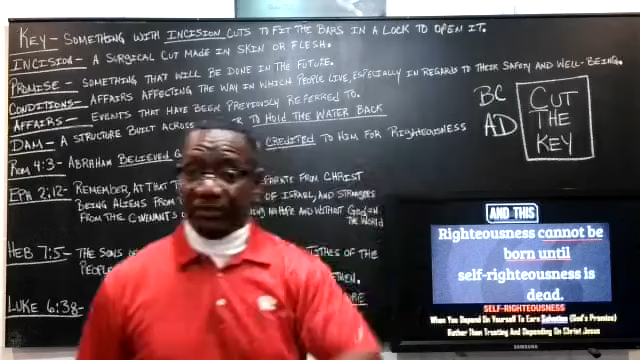 KEY - SOMETHING WITH INCISION CUTS TO FIT THE BARS IN A LOCK TO OPEN IT.
INCISION - A SURGICAL CUT MADE IN SKIN OR FLESH.
PROMISE - SOMETHING THAT WILL BE DONE IN THE FUTURE.
CONDITIONS - AFFAIRS AFFECTING THE WAY IN WHICH PEOPLE LIVE, ESPECIALLY IN REGARDS TO THEIR SAFETY AND WELL-BEING.
AFFAIRS - EVENTS THAT HAVE BEEN PREVIOUSLY REFERRED TO.
DAM - A STRUCTURE BUILT ACROSS TO HOLD THE WATER BACK
ROM 4:3 - ABRAHAM BELIEVED CREDITED TO HIM FOR RIGHTEOUSNESS
EPH 2:12 - REMEMBER, AT THAT FROM CHRIST
BEING ALIENS FROM OF ISRAEL, AND STRANGERS
FROM THE COVENANTS NO HOPE AND WITHOUT GOD IN
THE WORLD
HEB 7:5 - THE SONS TITHES OF THE
PEOPLE
LUKE 6:38 -
BC
AD
CUT
THE
KEY
AND THIS
Righteousness cannot be
born until
self-righteousness is
dead.
SELF-RIGHTEOUSNESS
When You Depend On Yourself To Earn Salvation (God's Promise)
Rather Then Trusting And Depending On Christ Jesus
SAMSUNG